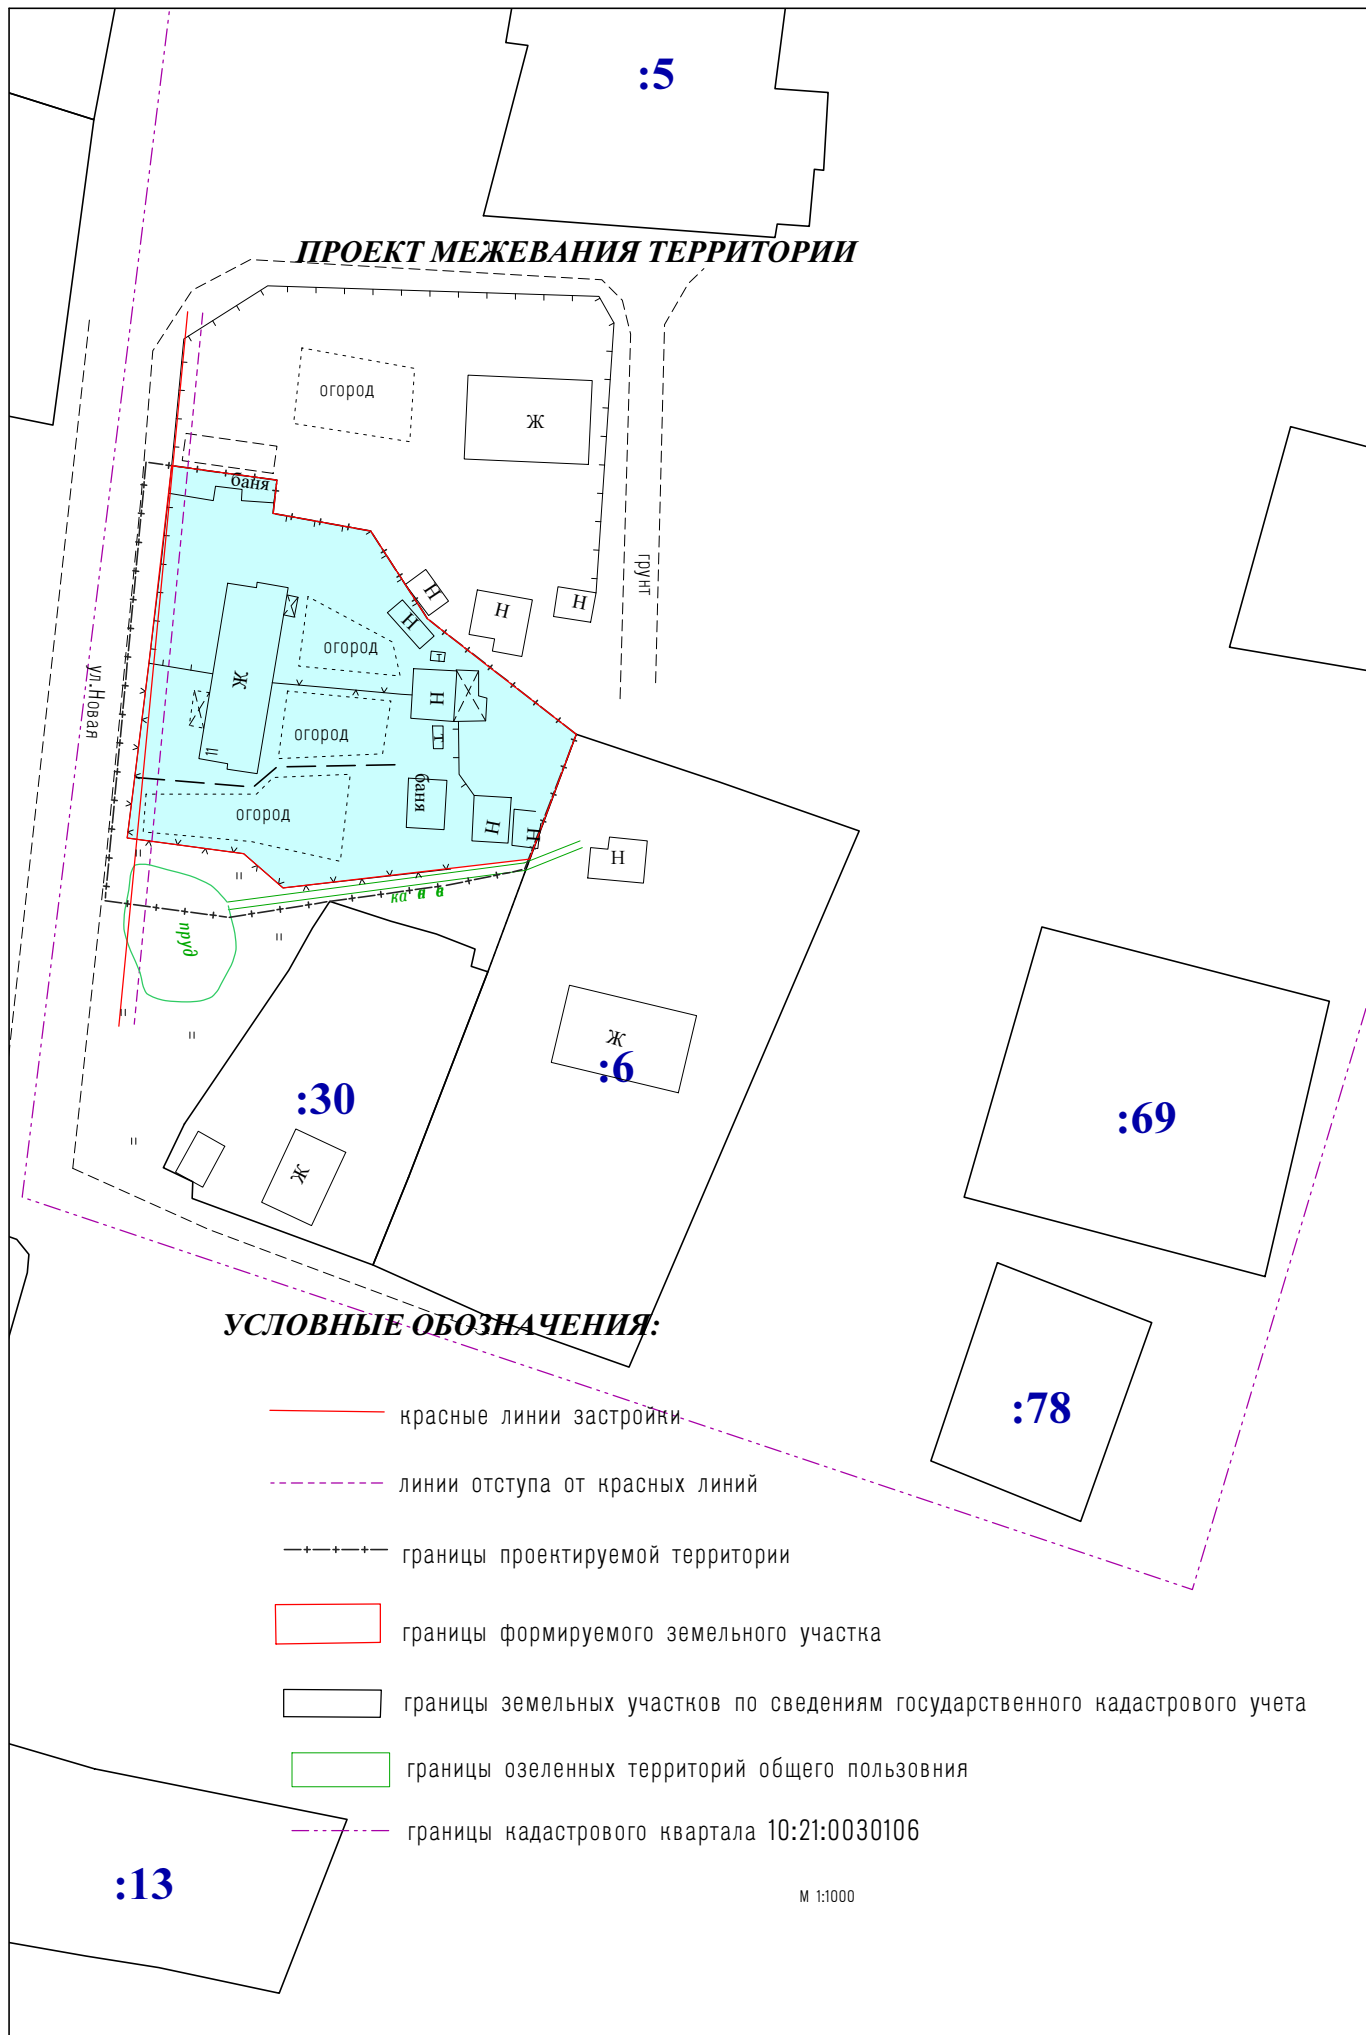 :5
ПРОЕКТ МЕЖЕВАНИЯ ТЕРРИТОРИИ
огород
Ж
баня
грунт
Н
Н
Н
Н
огород
т
ул.Новая
Ж
Н
огород
Т
11
баня
огород
Н
Н
Н
канава
пруд
Ж
:6
:30
Ж
:69
УСЛОВНЫЕ ОБОЗНАЧЕНИЯ:
:78
красные линии застройки
линии отступа от красных линий
границы проектируемой территории
границы формируемого земельного участка
границы земельных участков по сведениям государственного кадастрового учета
границы озеленных территорий общего пользовния
границы кадастрового квартала 10:21:0030106
:13
М 1:1000